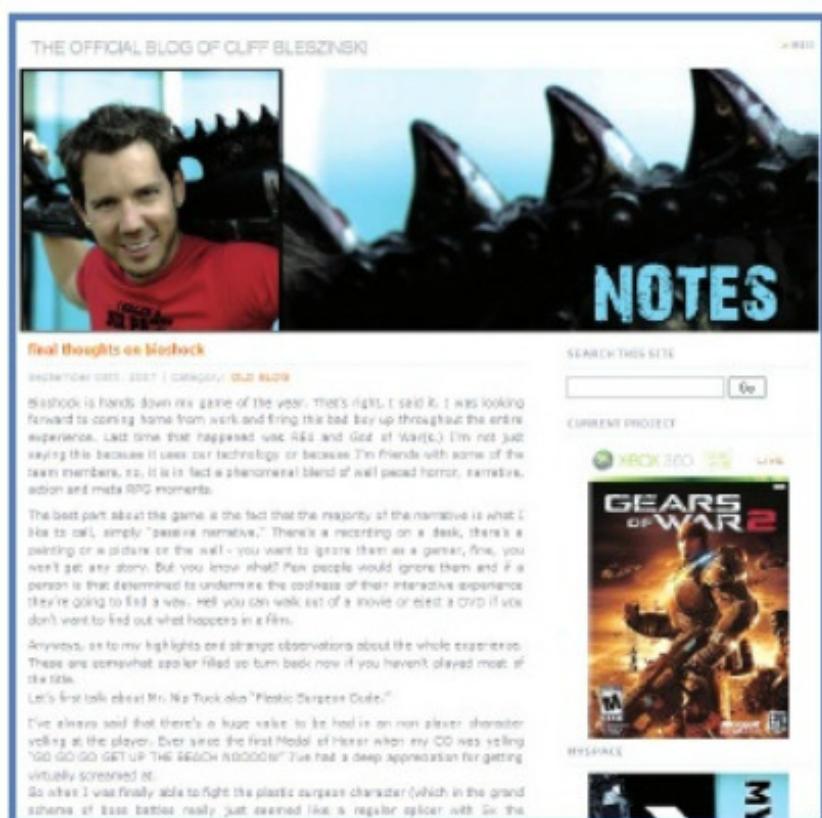 THE OFFICIAL BLOG OF CLIFF BLESZINSKI
NOTES
final thoughts on bioshock
2007 | Category: OLD BLOG
Bioshock is hands down my game of the year. That's right, I said it. I was looking
forward to coming home from work and firing this bad boy up throughout the entire
experience. Last time that happened was RE4 and God of War(s.) I'm not just
saying this because it uses our technology or because I'm friends with some of the
team members, no, it is in fact a phenomenal blend of well paced horror, narrative,
action and meta RPG moments.
The best part about the game is the fact that the majority of the narrative is what I
like to call, simply "passive narrative." There's a recording on a desk, there's a
painting or a picture on the wall - you want to ignore them as a gamer, fine, you
won't get any story. But you know what? Few people would ignore them and if a
person is that determined to undermine the coolness of their interactive experience
they're going to find a way. Hell you can walk out of a movie or eject a DVD if you
don't want to find out what happens in a film.
Anyways, on to my highlights and strange observations about the whole experience.
These are somewhat spoiler filled so turn back now if you haven't played most of
the title.
Let's first talk about Mr. Nip Tuck aka "Plastic Surgeon Dude."
I've always said that there's a huge value to be had in an non player character
yelling at the player. Ever since the first Medal of Honor when my CO was yelling
"GO GO GO GET UP THE BEACH NOOOOW" I've had a deep appreciation for getting
virtually screamed at.
So when I was finally able to fight the plastic surgeon character (which in the grand
scheme of boss battles really just seemed like a regular splicer with 5x the
SEARCH THIS SITE
Go
CURRENT PROJECT
XBOX 360
LIVE
GEARS
OF WAR 2
M
MYSPACE
MY